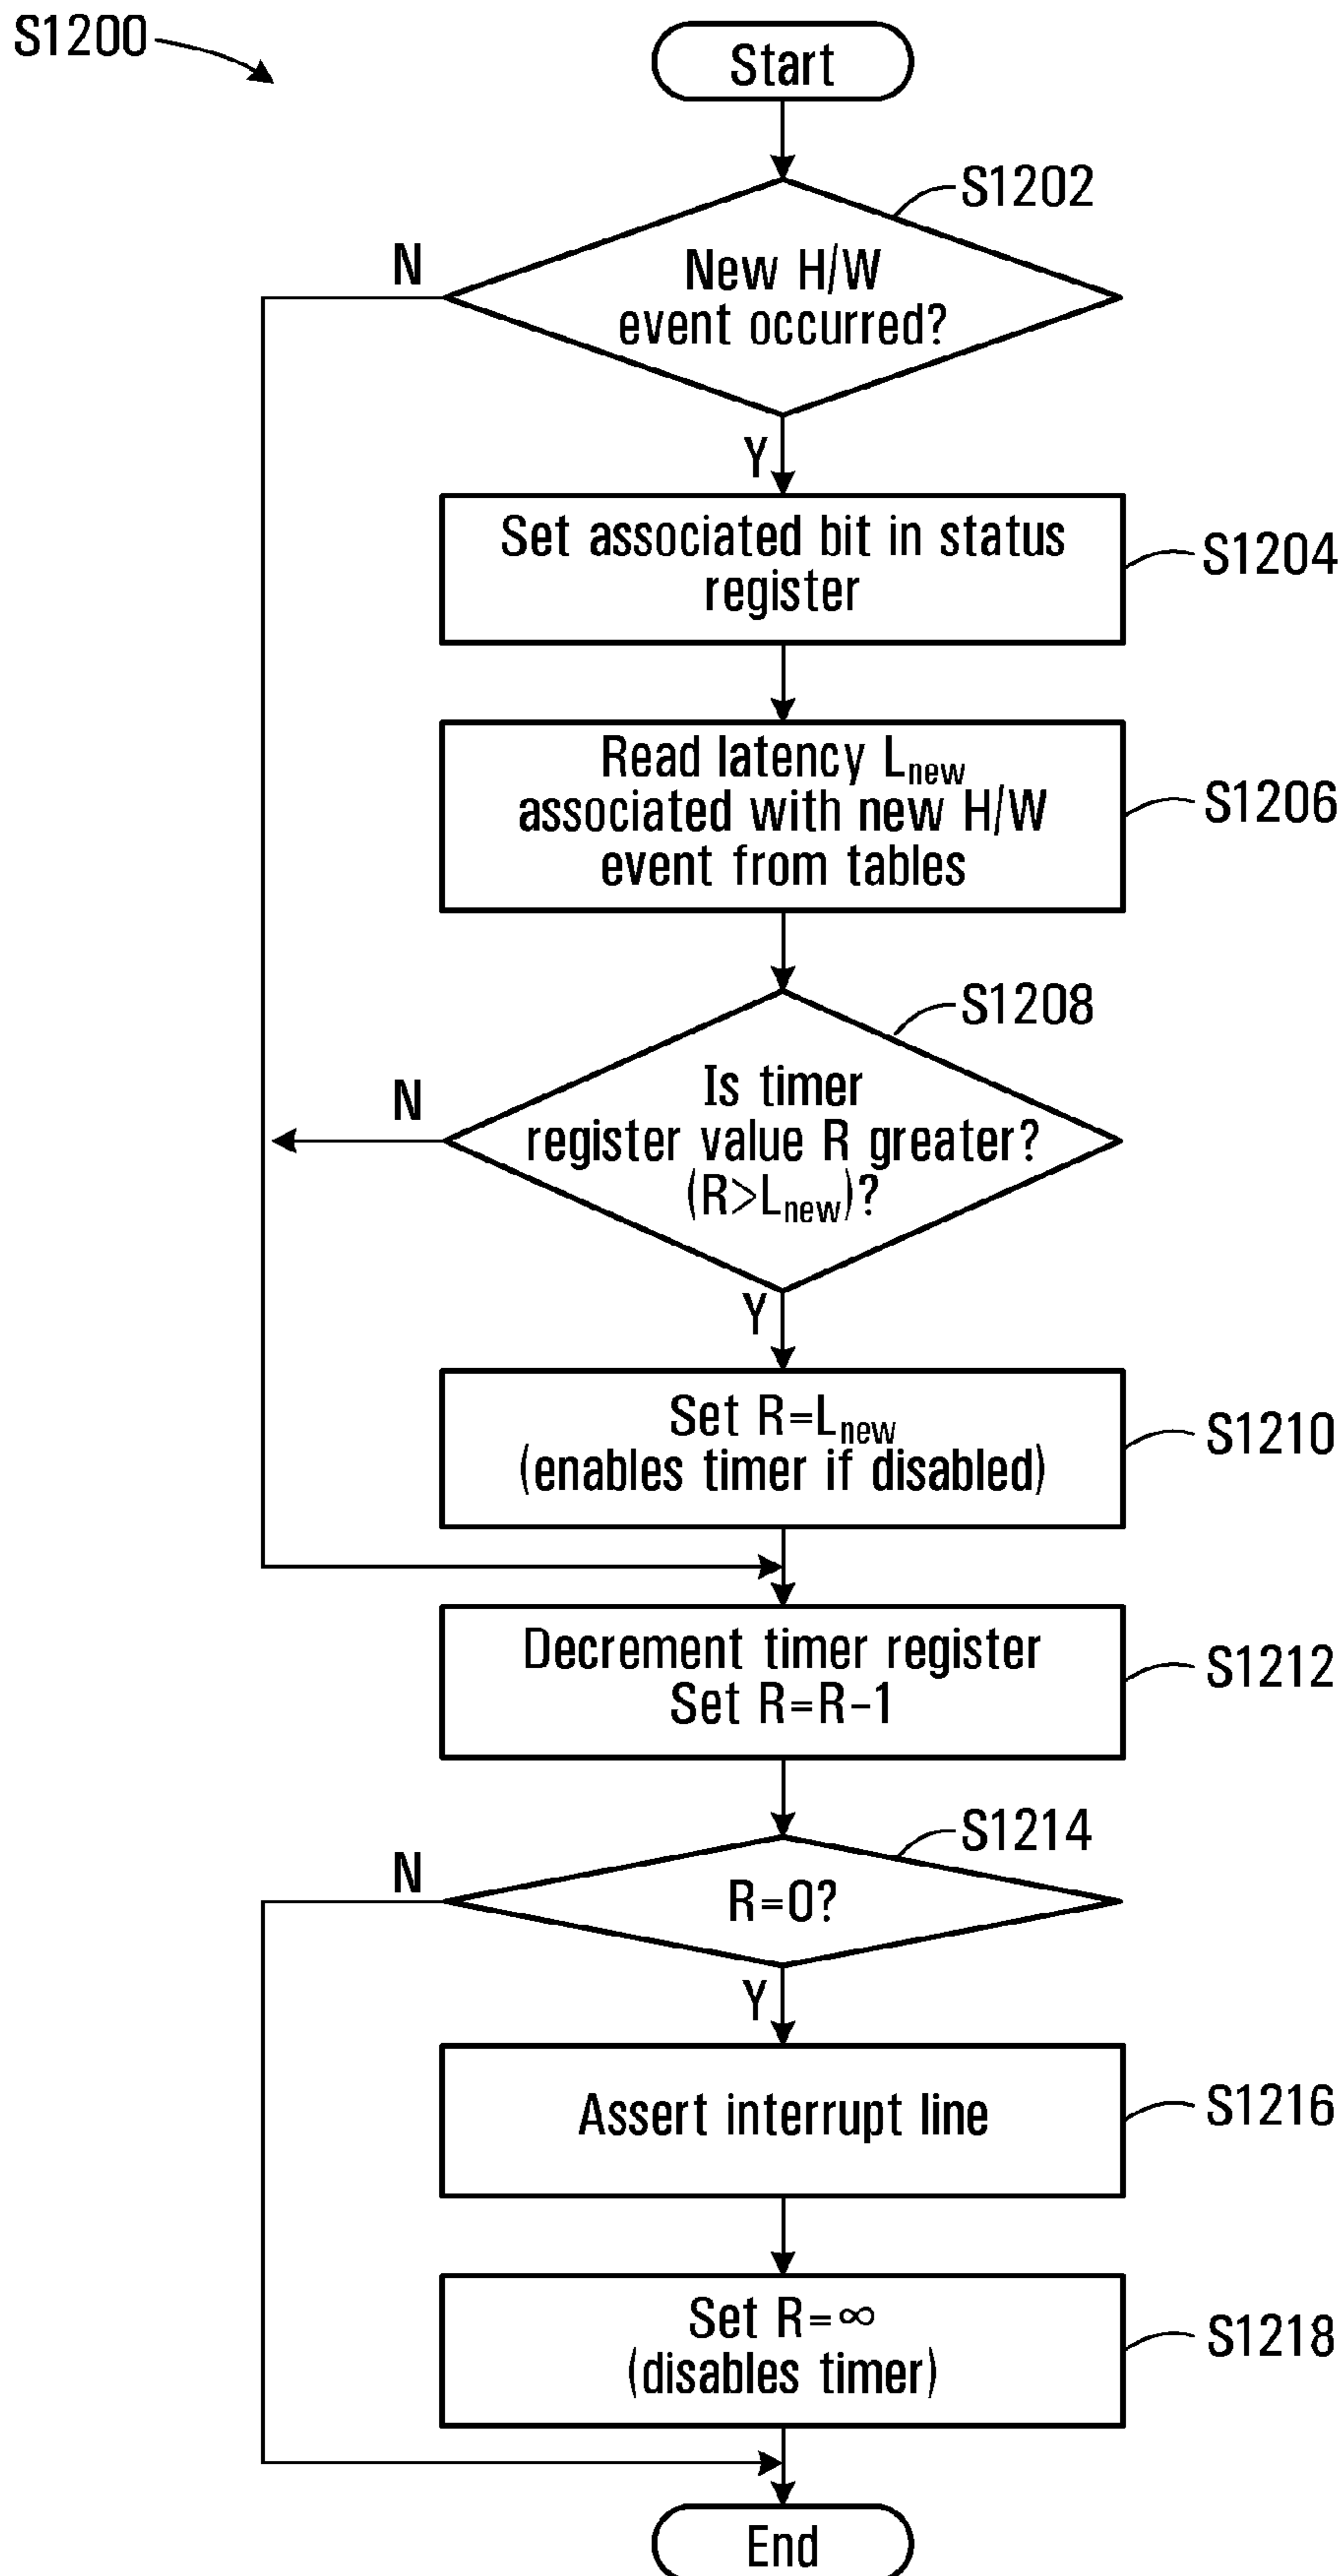 S1200
Start
S1202
N
New H/W
event occurred?
Y
Set associated bit in status
register
S1204
Read latency Lnew
associated with new H/W
event from tables
S1206
S1208
N
Is timer
register value R greater?
(R>Lnew)?
Y
Set R=Lnew
(enables timer if disabled)
S1210
Decrement timer register
Set R=R-1
S1212
S1214
N
R=0?
Y
Assert interrupt line
S1216
Set R=∞
(disables timer)
S1218
End